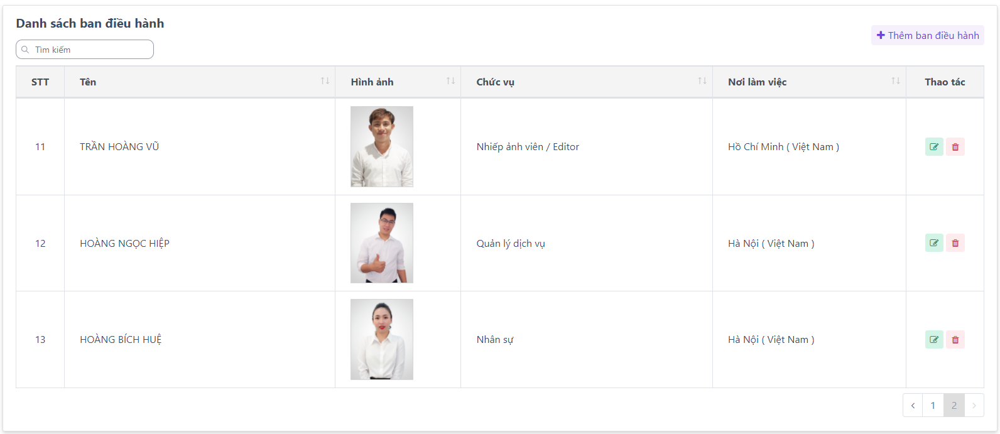 Danh sách ban điều hành
Thêm ban điều hành
Tìm kiếm
STT Tên Hình ảnh Chức vụ Nơi làm việc Thao tác
11 TRẦN HOÀNG VŨ Nhiếp ảnh viên / Editor Hồ Chí Minh ( Việt Nam )
12 HOÀNG NGỌC HIỆP Quản lý dịch vụ Hà Nội ( Việt Nam )
13 HOÀNG BÍCH HUỆ Nhân sự Hà Nội ( Việt Nam )
1 2